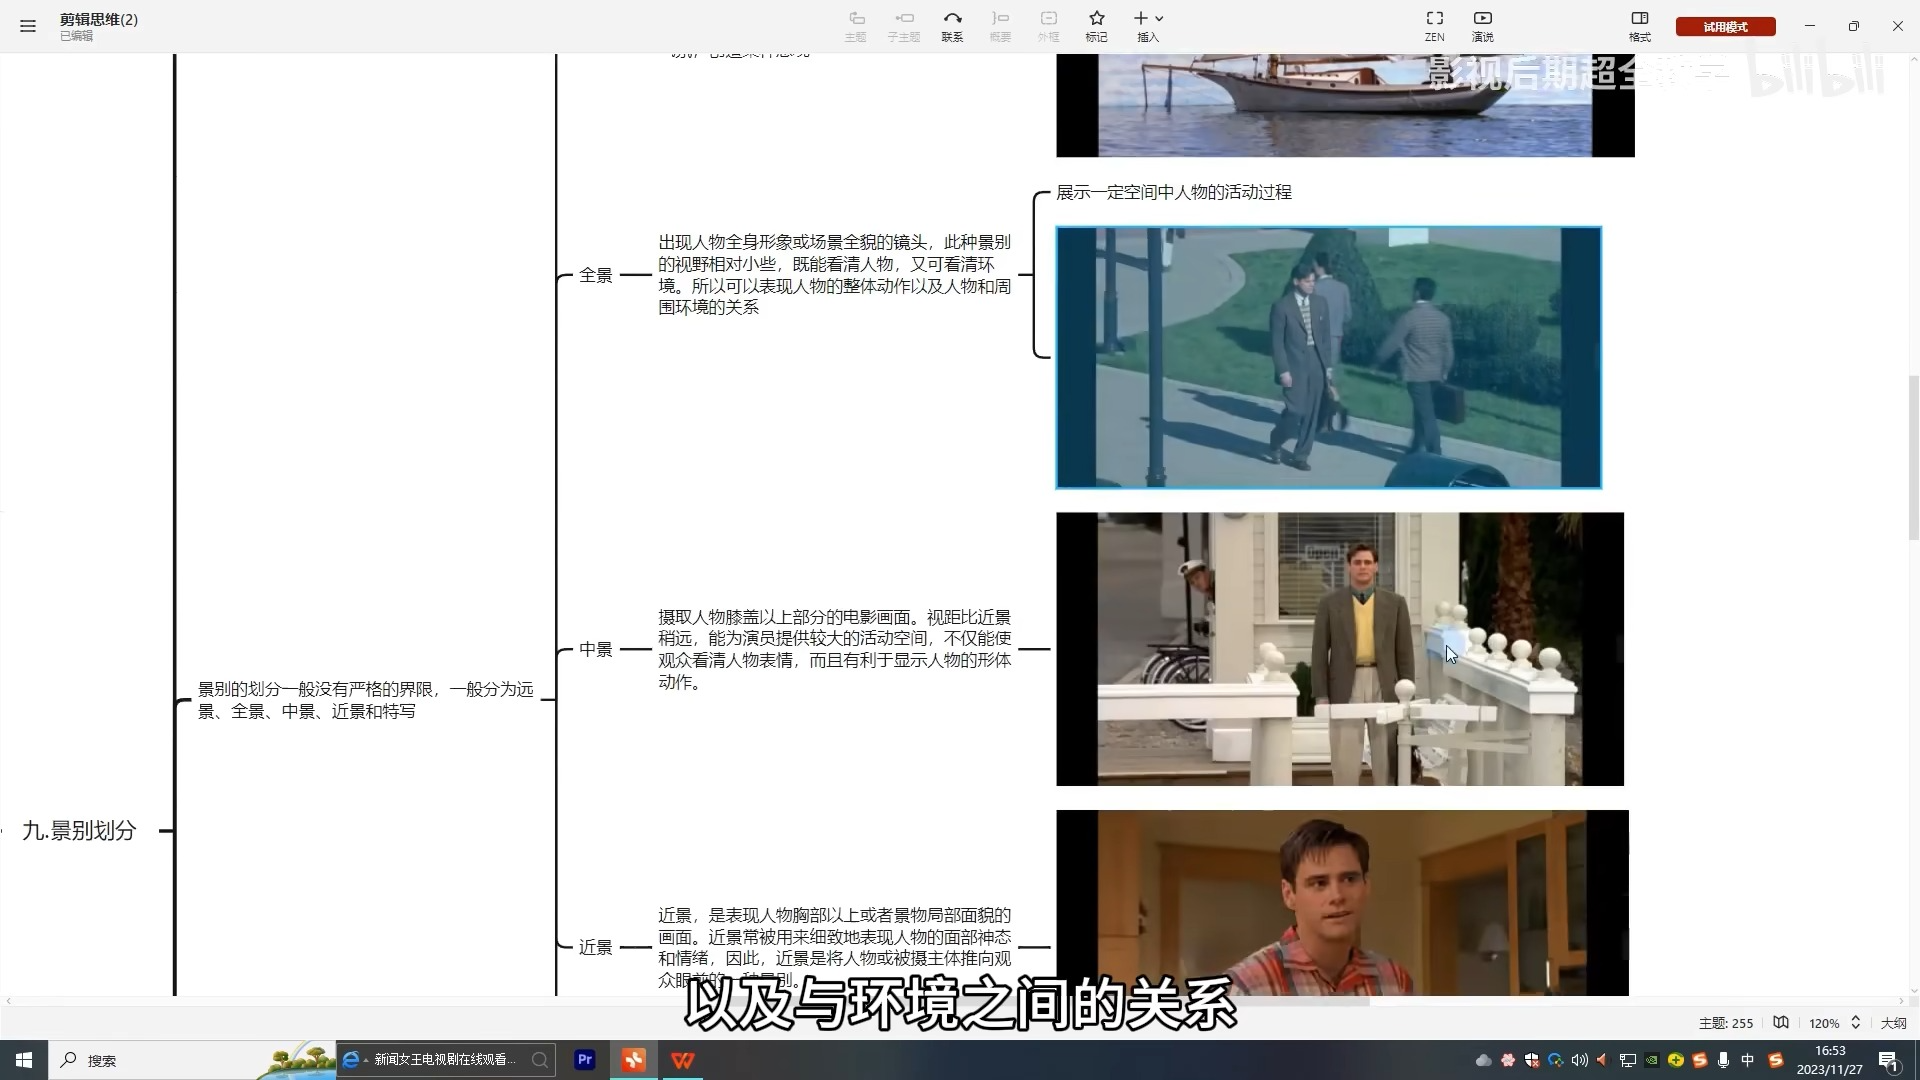 剪辑思维(2)
已编辑
主题
子主题
联系
概要
外框
标记
插入
ZEN
演说
格式
试用模式
bilibili
展示一定空间中人物的活动过程
出现人物全身形象或场景全貌的镜头，此种景别
的视野相对小些，既能看清人物，又可看清环
境。所以可以表现人物的整体动作以及人物和周
围环境的关系
全景
摄取人物膝盖以上部分的电影画面。视距比近景
稍远，能为演员提供较大的活动空间，不仅能使
观众看清人物表情，而且有利于显示人物的形体
动作。
中景
景别的划分一般没有严格的界限，一般分为远
景、全景、中景、近景和特写
九.景别划分
近景，是表现人物胸部以上或者景物局部面貌的
画面。近景常被用来细致地表现人物的面部神态
和情绪，因此，近景是将人物或被摄主体推向观
众眼前的一种景别。
近景
以及与环境之间的关系
主题: 255
120%
大纲
搜索
新闻女王电视剧在线观看...
Pr
中
16:53
2023/11/27
1